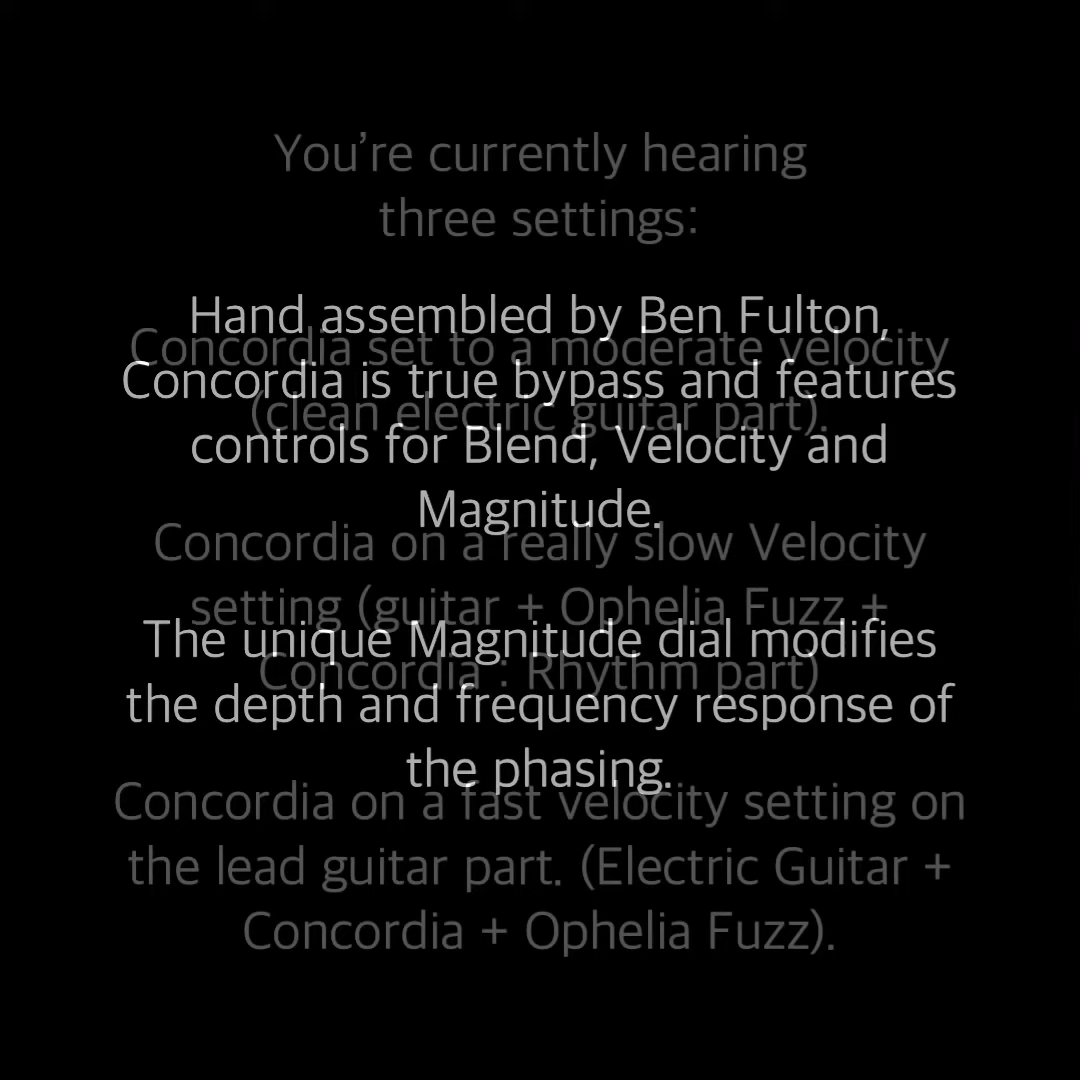 You’re currently hearing
three settings:
Hand assembled by Ben Fulton,
Concordia set to a moderate velocity
Concordia is true bypass and features
(clean electric guitar part).
controls for Blend, Velocity and
Magnitude.
Concordia on a really slow Velocity
setting (guitar + Ophelia Fuzz +
The unique Magnitude dial modifies
Concordia : Rhythm part)
the depth and frequency response of
the phasing.
Concordia on a fast velocity setting on
the lead guitar part. (Electric Guitar +
Concordia + Ophelia Fuzz).